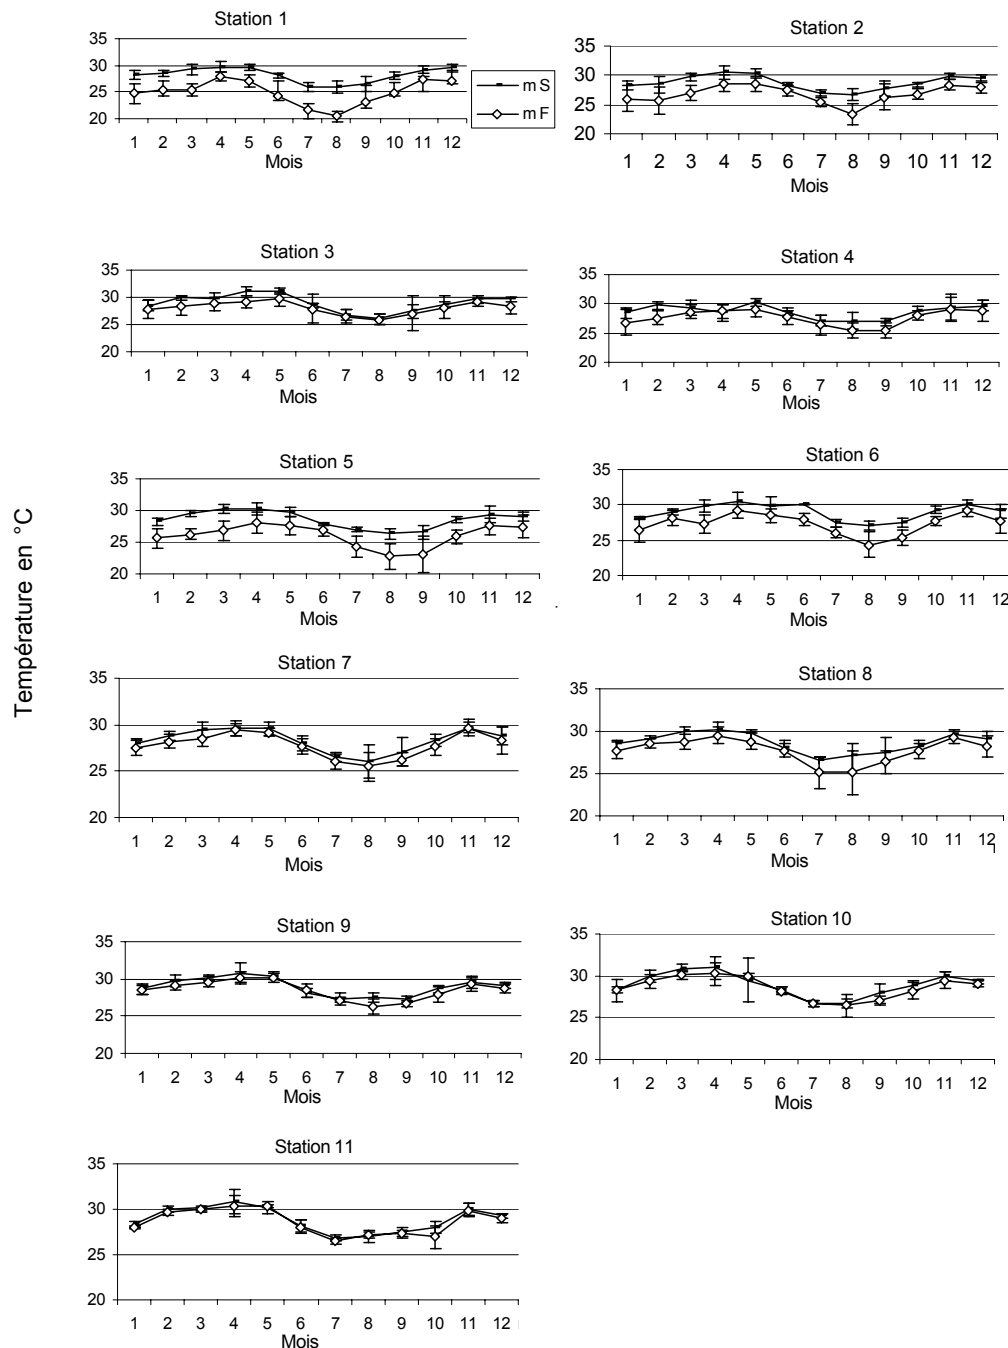 Température en °C
Station 1
35
30
25
20
1 2 3 4 5 6 7 8 9 10 11 12
Mois
mS
mF
Station 2
35
30
25
20
1 2 3 4 5 6 7 8 9 10 11 12
Mois
Station 3
35
30
25
20
1 2 3 4 5 6 7 8 9 10 11 12
Mois
Station 4
35
30
25
20
1 2 3 4 5 6 7 8 9 10 11 12
Mois
Station 5
35
30
25
20
1 2 3 4 5 6 7 8 9 10 11 12
Mois
Station 6
35
30
25
20
1 2 3 4 5 6 7 8 9 10 11 12
Mois
Station 7
35
30
25
20
1 2 3 4 5 6 7 8 9 10 11 12
Mois
Station 8
35
30
25
20
1 2 3 4 5 6 7 8 9 10 11 12
Mois
Station 9
35
30
25
20
1 2 3 4 5 6 7 8 9 10 11 12
Mois
Station 10
35
30
25
20
1 2 3 4 5 6 7 8 9 10 11 12
Mois
Station 11
35
30
25
20
1 2 3 4 5 6 7 8 9 10 11 12
Mois